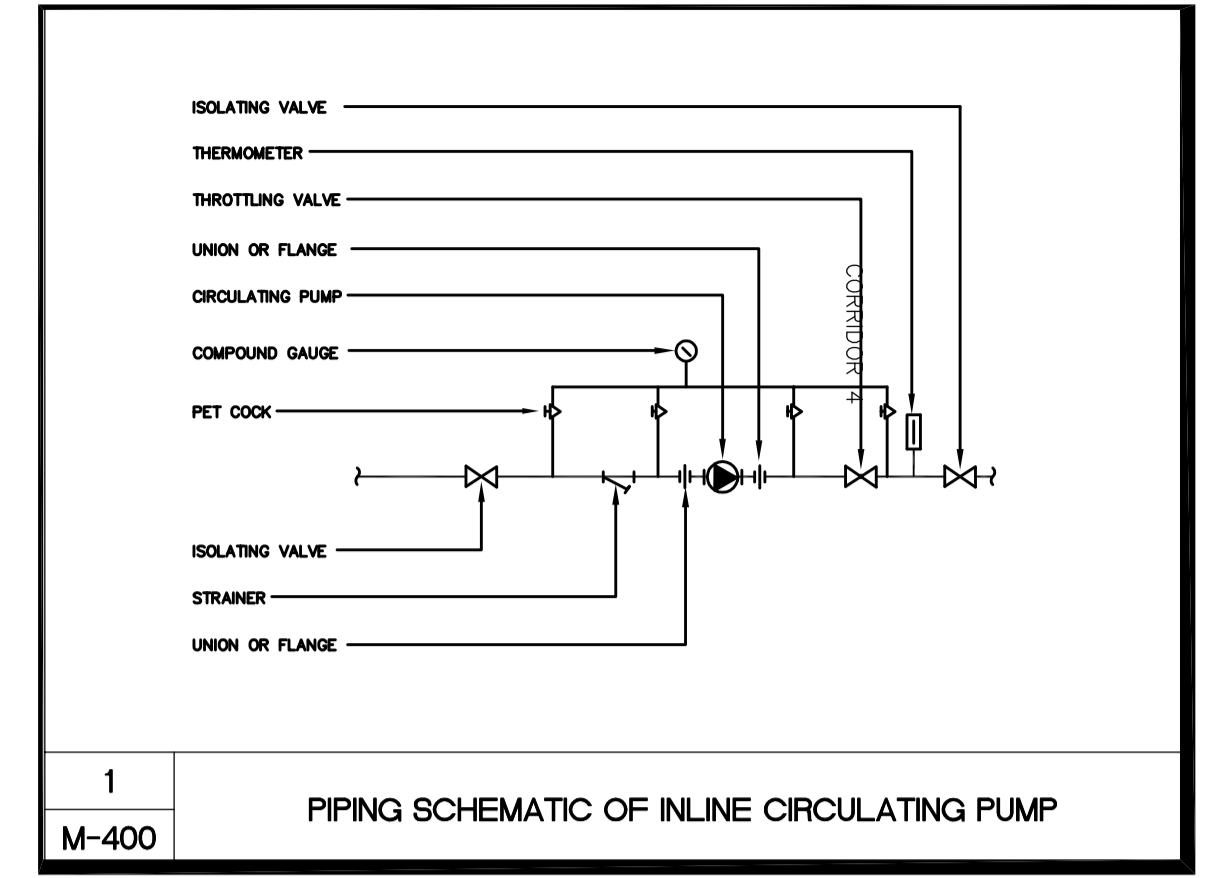 ISOLATING VALVE
THERMOMETER
THROTTLING VALVE
UNION OR FLANGE
CIRCULATING PUMP
COMPOUND GAUGE
PET COCK
CORRIDOR 4
ISOLATING VALVE
STRAINER
UNION OR FLANGE
1
M-400
PIPING SCHEMATIC OF INLINE CIRCULATING PUMP